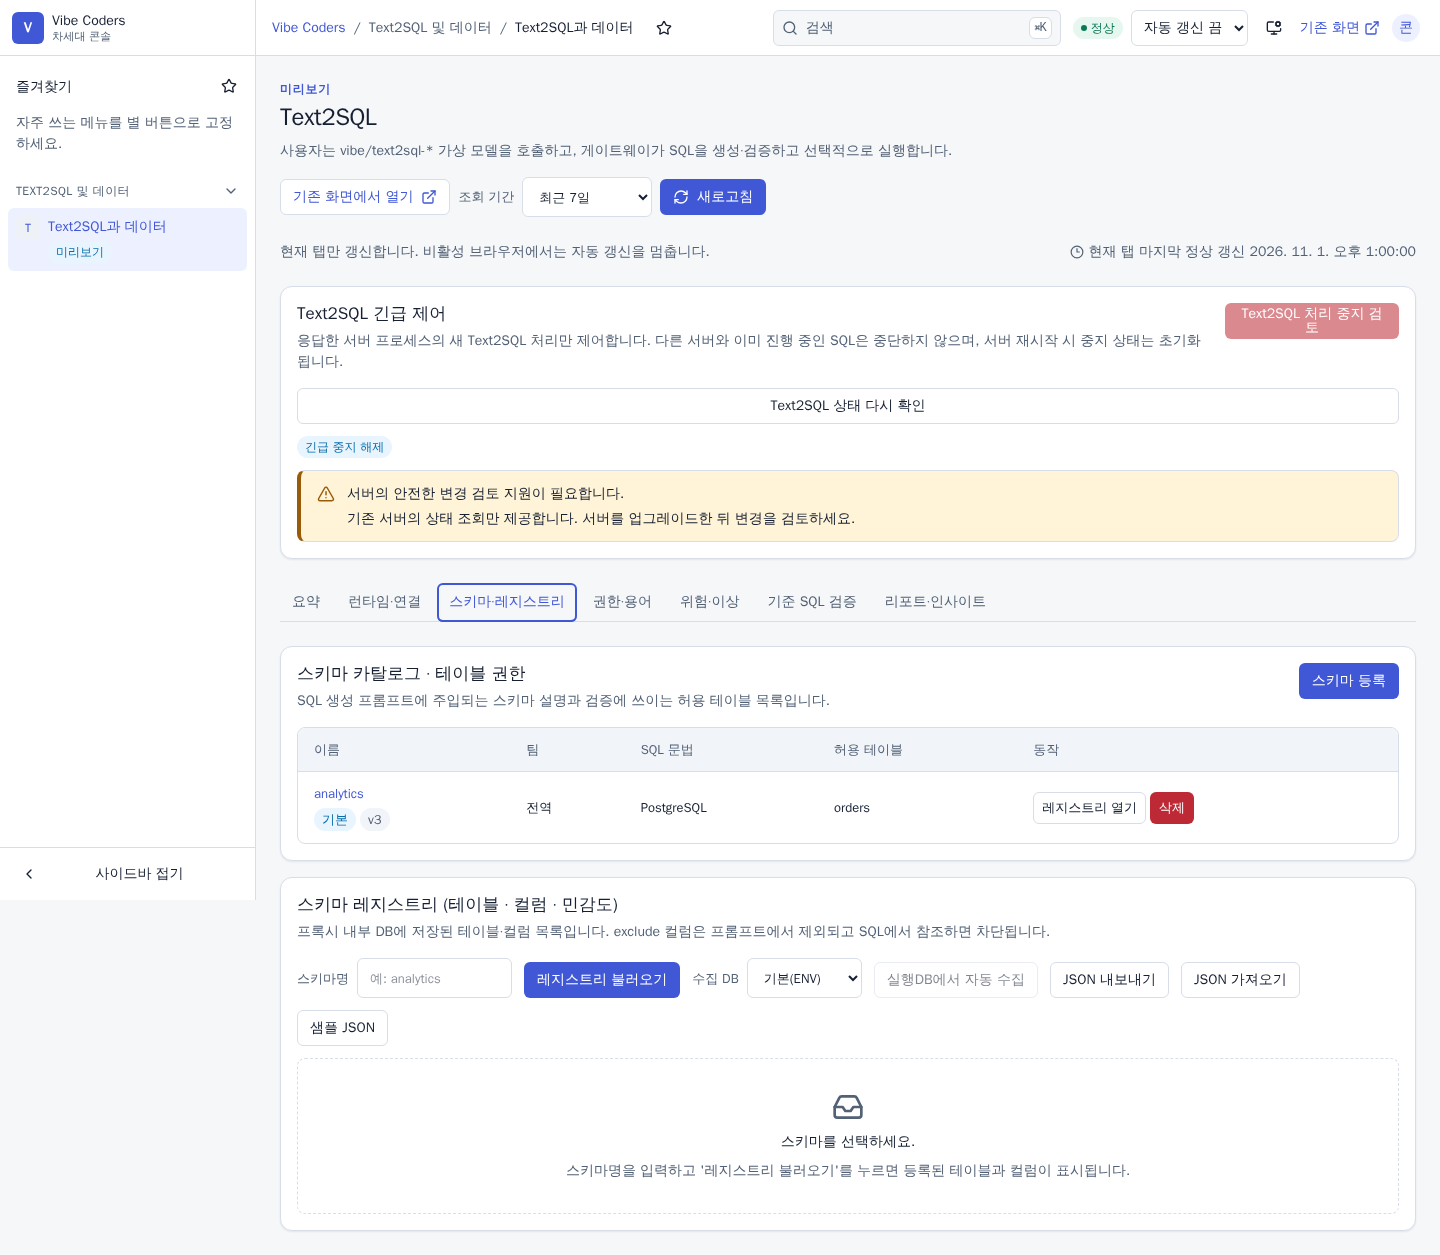 V
Vibe Coders
차세대 콘솔
Vibe Coders / Text2SQL 및 데이터 / Text2SQL과 데이터
검색
⌘K
정상
자동 갱신 끔
기존 화면
콘
즐겨찾기
자주 쓰는 메뉴를 별 버튼으로 고정
하세요.
TEXT2SQL 및 데이터
T
Text2SQL과 데이터
미리보기
사이드바 접기
미리보기
Text2SQL
사용자는 vibe/text2sql-* 가상 모델을 호출하고, 게이트웨이가 SQL을 생성·검증하고 선택적으로 실행합니다.
기존 화면에서 열기
조회 기간
최근 7일
새로고침
현재 탭만 갱신합니다. 비활성 브라우저에서는 자동 갱신을 멈춥니다.
현재 탭 마지막 정상 갱신 2026. 11. 1. 오후 1:00:00
Text2SQL 긴급 제어
응답한 서버 프로세스의 새 Text2SQL 처리만 제어합니다. 다른 서버와 이미 진행 중인 SQL은 중단하지 않으며, 서버 재시작 시 중지 상태는 초기화
됩니다.
Text2SQL 처리 중지 검
토
Text2SQL 상태 다시 확인
긴급 중지 해제
서버의 안전한 변경 검토 지원이 필요합니다.
기존 서버의 상태 조회만 제공합니다. 서버를 업그레이드한 뒤 변경을 검토하세요.
요약
런타임·연결
스키마·레지스트리
권한·용어
위험·이상
기준 SQL 검증
리포트·인사이트
스키마 카탈로그 · 테이블 권한
SQL 생성 프롬프트에 주입되는 스키마 설명과 검증에 쓰이는 허용 테이블 목록입니다.
스키마 등록
이름
팀
SQL 문법
허용 테이블
동작
analytics
기본
v3
전역
PostgreSQL
orders
레지스트리 열기
삭제
스키마 레지스트리 (테이블 · 컬럼 · 민감도)
프록시 내부 DB에 저장된 테이블·컬럼 목록입니다. exclude 컬럼은 프롬프트에서 제외되고 SQL에서 참조하면 차단됩니다.
스키마명
예: analytics
레지스트리 불러오기
수집 DB
기본(ENV)
실행DB에서 자동 수집
JSON 내보내기
JSON 가져오기
샘플 JSON
스키마를 선택하세요.
스키마명을 입력하고 '레지스트리 불러오기'를 누르면 등록된 테이블과 컬럼이 표시됩니다.